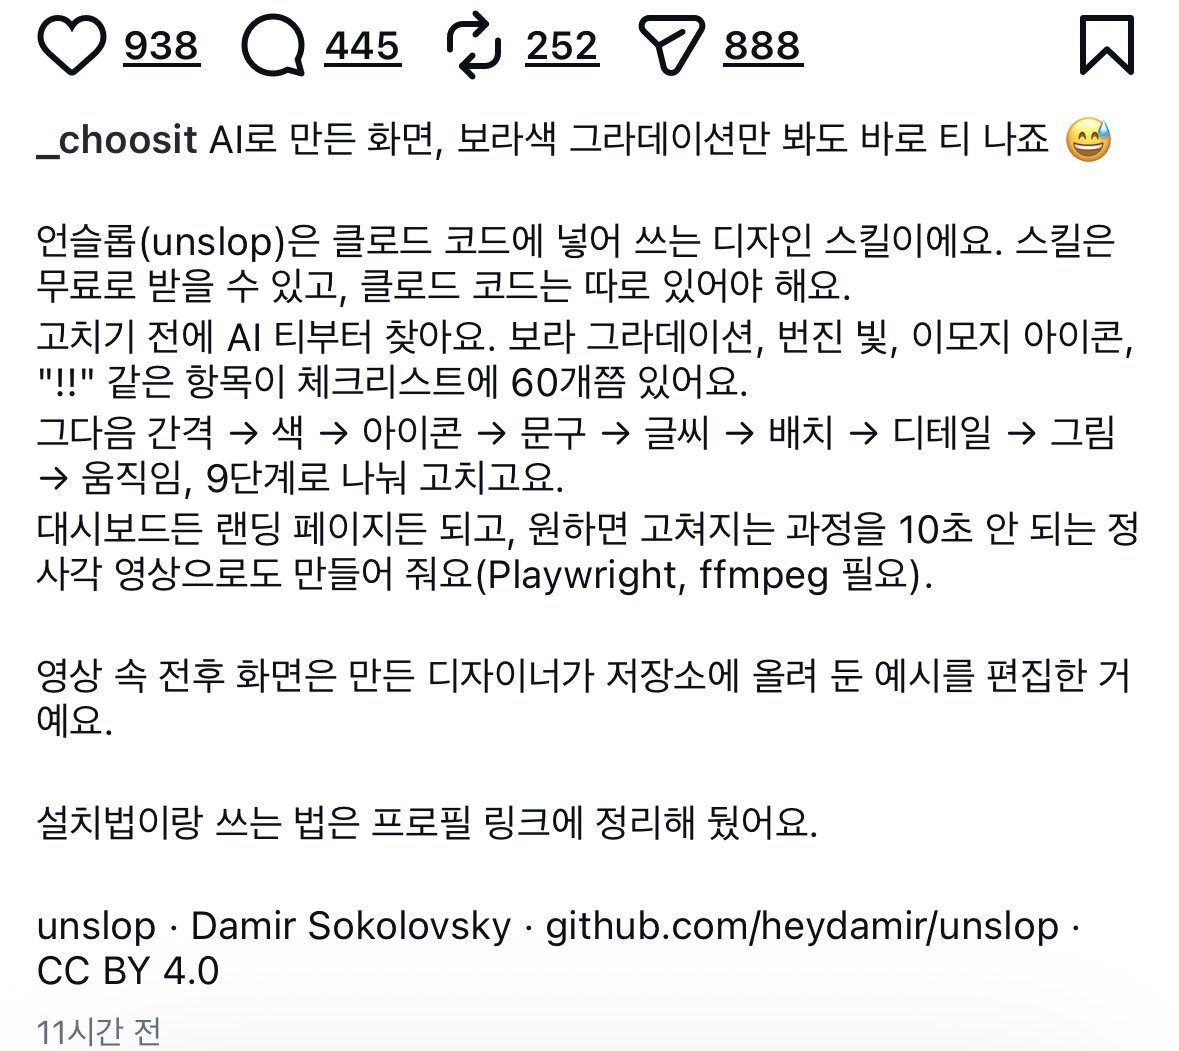 938 445 252 888
_choosit AI로 만든 화면, 보라색 그라데이션만 봐도 바로 티 나죠 😅
언슬롭(unslop)은 클로드 코드에 넣어 쓰는 디자인 스킬이에요. 스킬은
무료로 받을 수 있고, 클로드 코드는 따로 있어야 해요.
고치기 전에 AI 티부터 찾아요. 보라 그라데이션, 번진 빛, 이모지 아이콘,
"!!" 같은 항목이 체크리스트에 60개쯤 있어요.
그다음 간격 → 색 → 아이콘 → 문구 → 글씨 → 배치 → 디테일 → 그림
→ 움직임, 9단계로 나눠 고치고요.
대시보드든 랜딩 페이지든 되고, 원하면 고쳐지는 과정을 10초 안 되는 정
사각 영상으로도 만들어 줘요(Playwright, ffmpeg 필요).
영상 속 전후 화면은 만든 디자이너가 저장소에 올려 둔 예시를 편집한 거
예요.
설치법이랑 쓰는 법은 프로필 링크에 정리해 뒀어요.
unslop · Damir Sokolovsky · github.com/heydamir/unslop ·
CC BY 4.0
11시간 전